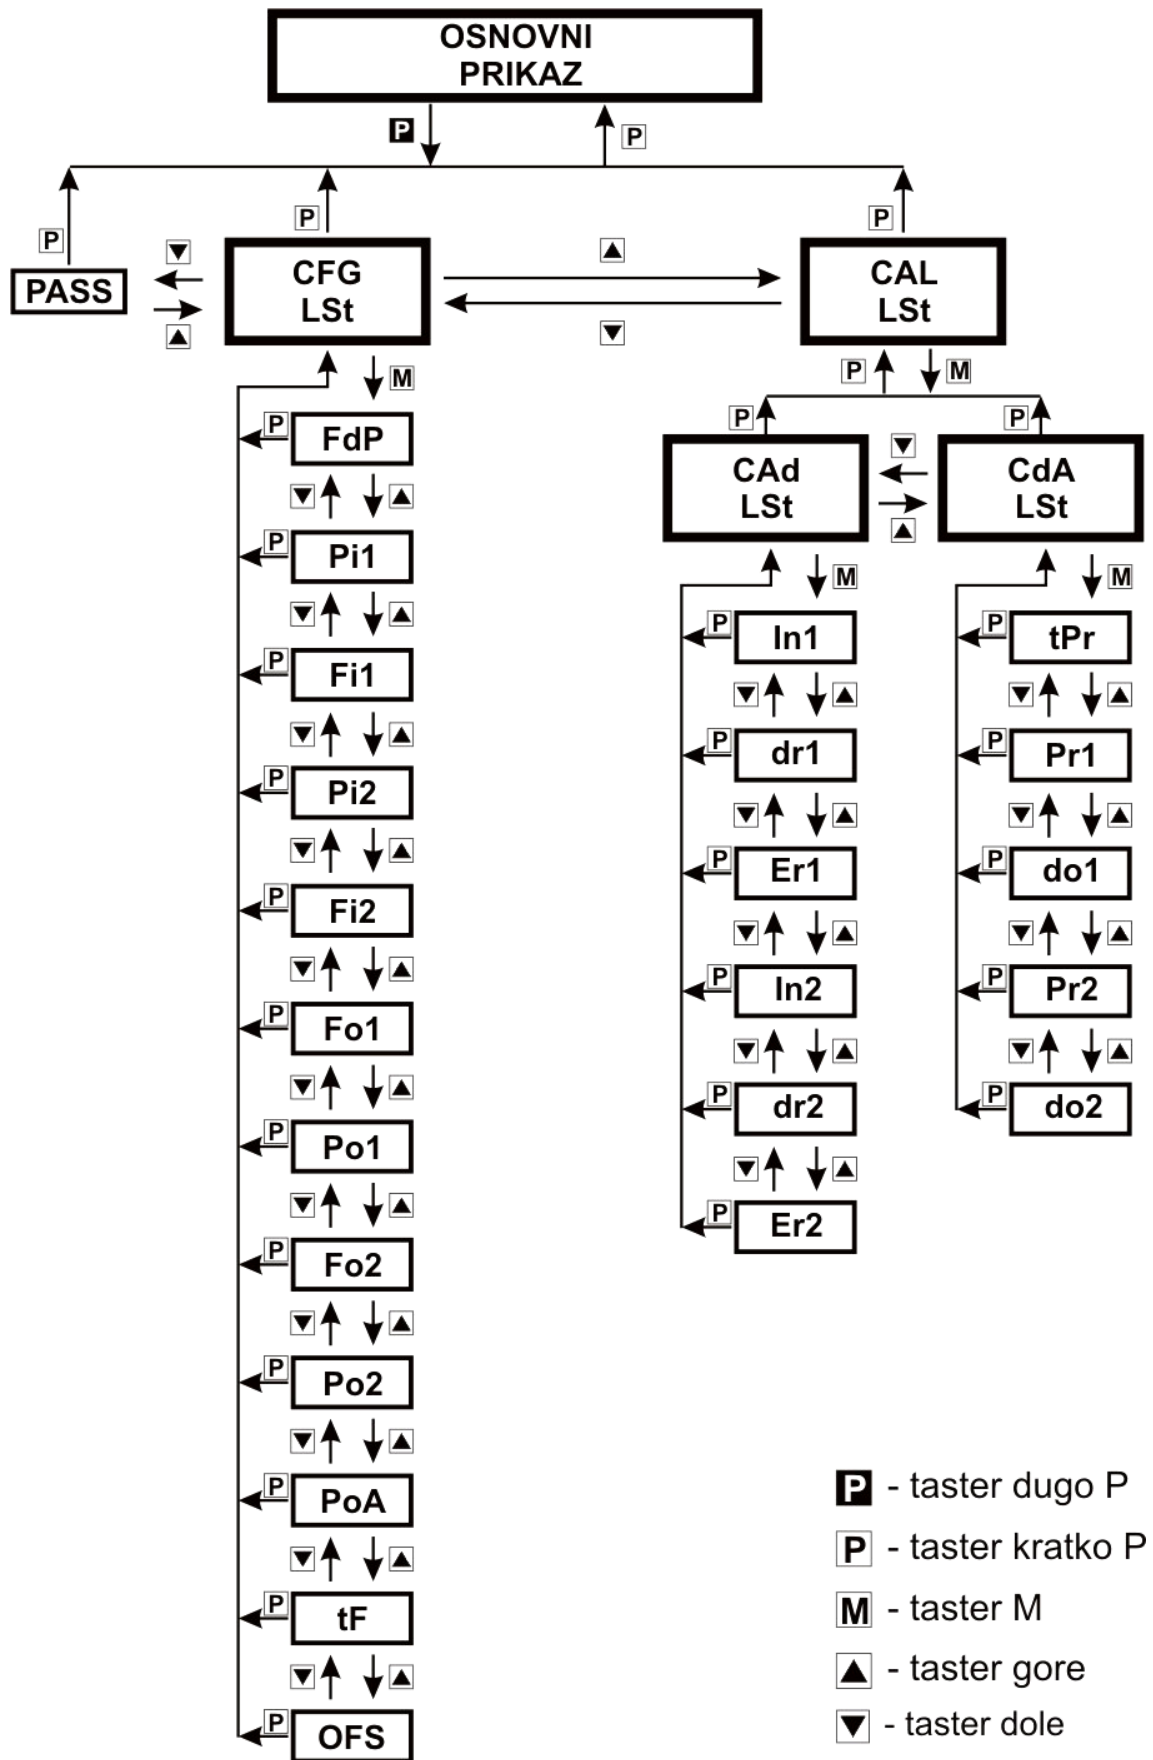 OSNOVNI
PRIKAZ
P
P
P
P
P
PASS
CFG
LSt
CAL
LSt
M
P
M
P
P
CAd
LSt
CdA
LSt
P
FdP
P
Pi1
P
Fi1
P
Pi2
P
Fi2
P
Fo1
P
Po1
P
Fo2
P
Po2
P
PoA
P
tF
P
OFS
M
P
In1
P
dr1
P
Er1
P
In2
P
dr2
P
Er2
M
P
tPr
P
Pr1
P
do1
P
Pr2
P
do2
P - taster dugo P
P - taster kratko P
M - taster M
▲ - taster gore
▼ - taster dole